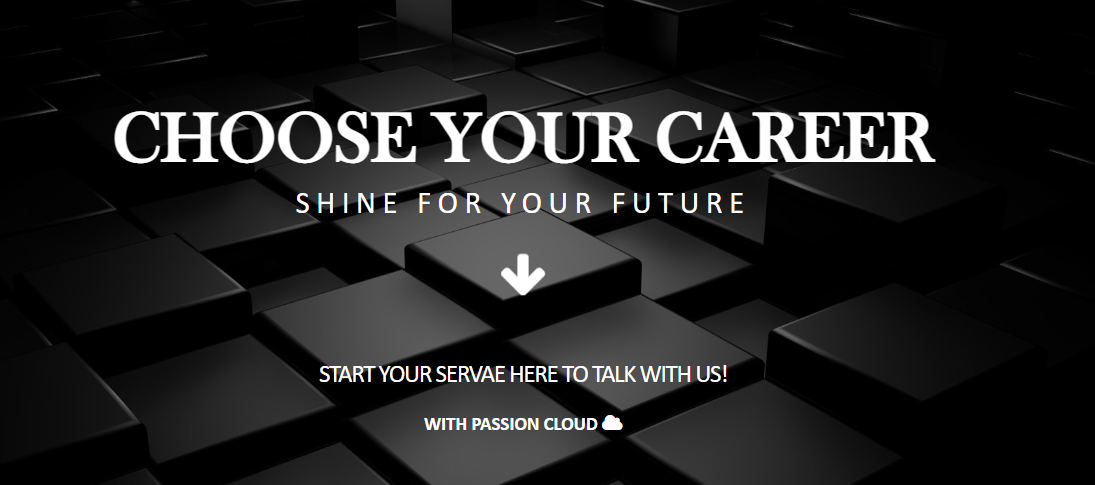 CHOOSE YOUR CAREER
SHINE FOR YOUR FUTURE
START YOUR SERVAE HERE TO TALK WITH US!
WITH PASSION CLOUD